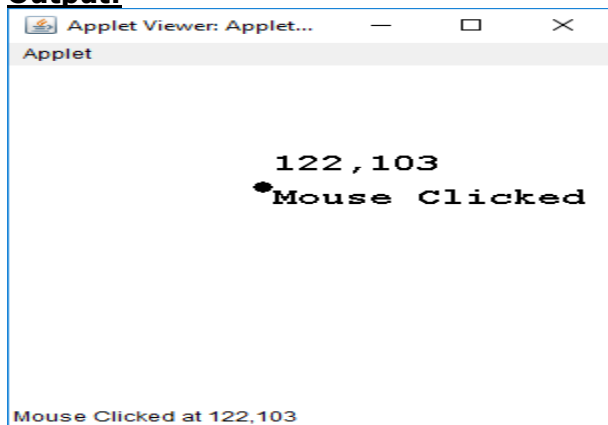 Output:
Applet Viewer: Applet...
Applet
122,103
Mouse Clicked
Mouse Clicked at 122,103